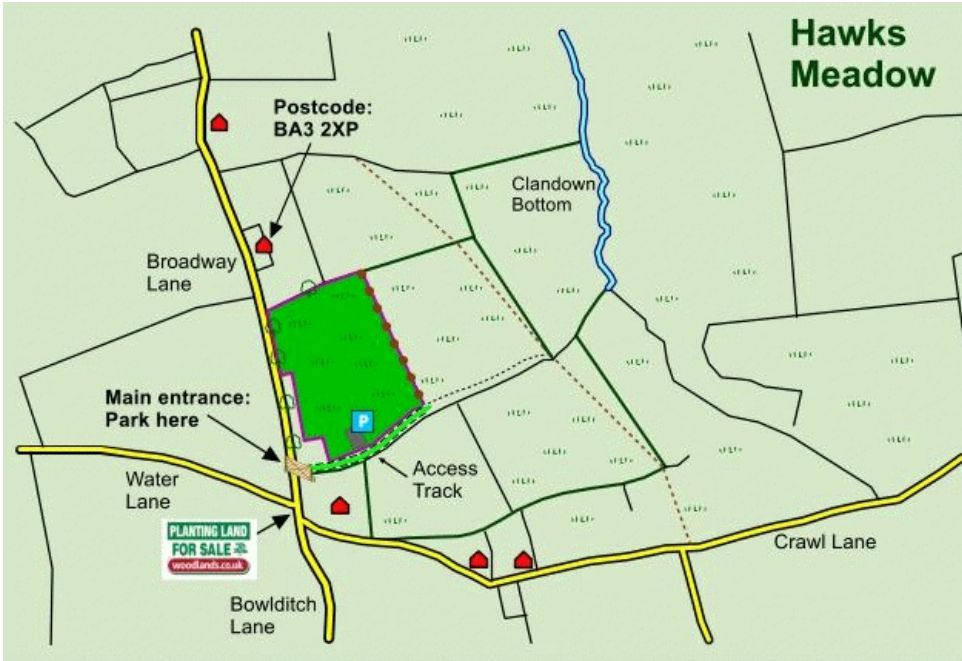 Hawks
Meadow
Postcode:
BA3 2XP
Clandown
Bottom
Broadway
Lane
Main entrance:
Park here
P
Access
Track
Water
Lane
PLANTING LAND
FOR SALE
woodlands.co.uk
Crawl Lane
Bowlditch
Lane